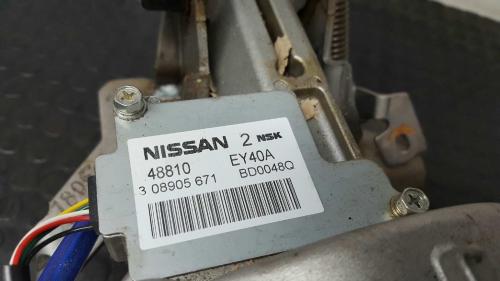 NISSAN 2 NSK
48810 EY40A
3 08905 671 BD0048Q